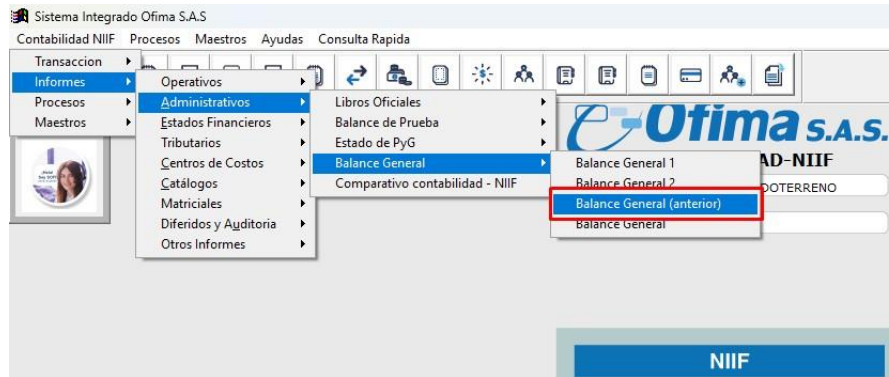 Sistema Integrado Ofima S.A.S
Contabilidad NIIF Procesos Maestros Ayudas Consulta Rapida
Transaccion
Informes
Procesos
Maestros
Operativos
Administrativos
Estados Financieros
Tributarios
Centros de Costos
Catálogos
Matriciales
Diferidos y Auditoria
Otros Informes
Libros Oficiales
Balance de Prueba
Estado de PyG
Balance General
Comparativo contabilidad - NIIF
Balance General 1
Balance General 2
Balance General (anterior)
Balance General
Ofima S.A.S.
AD-NIIF
DOTERRENO
NIIF